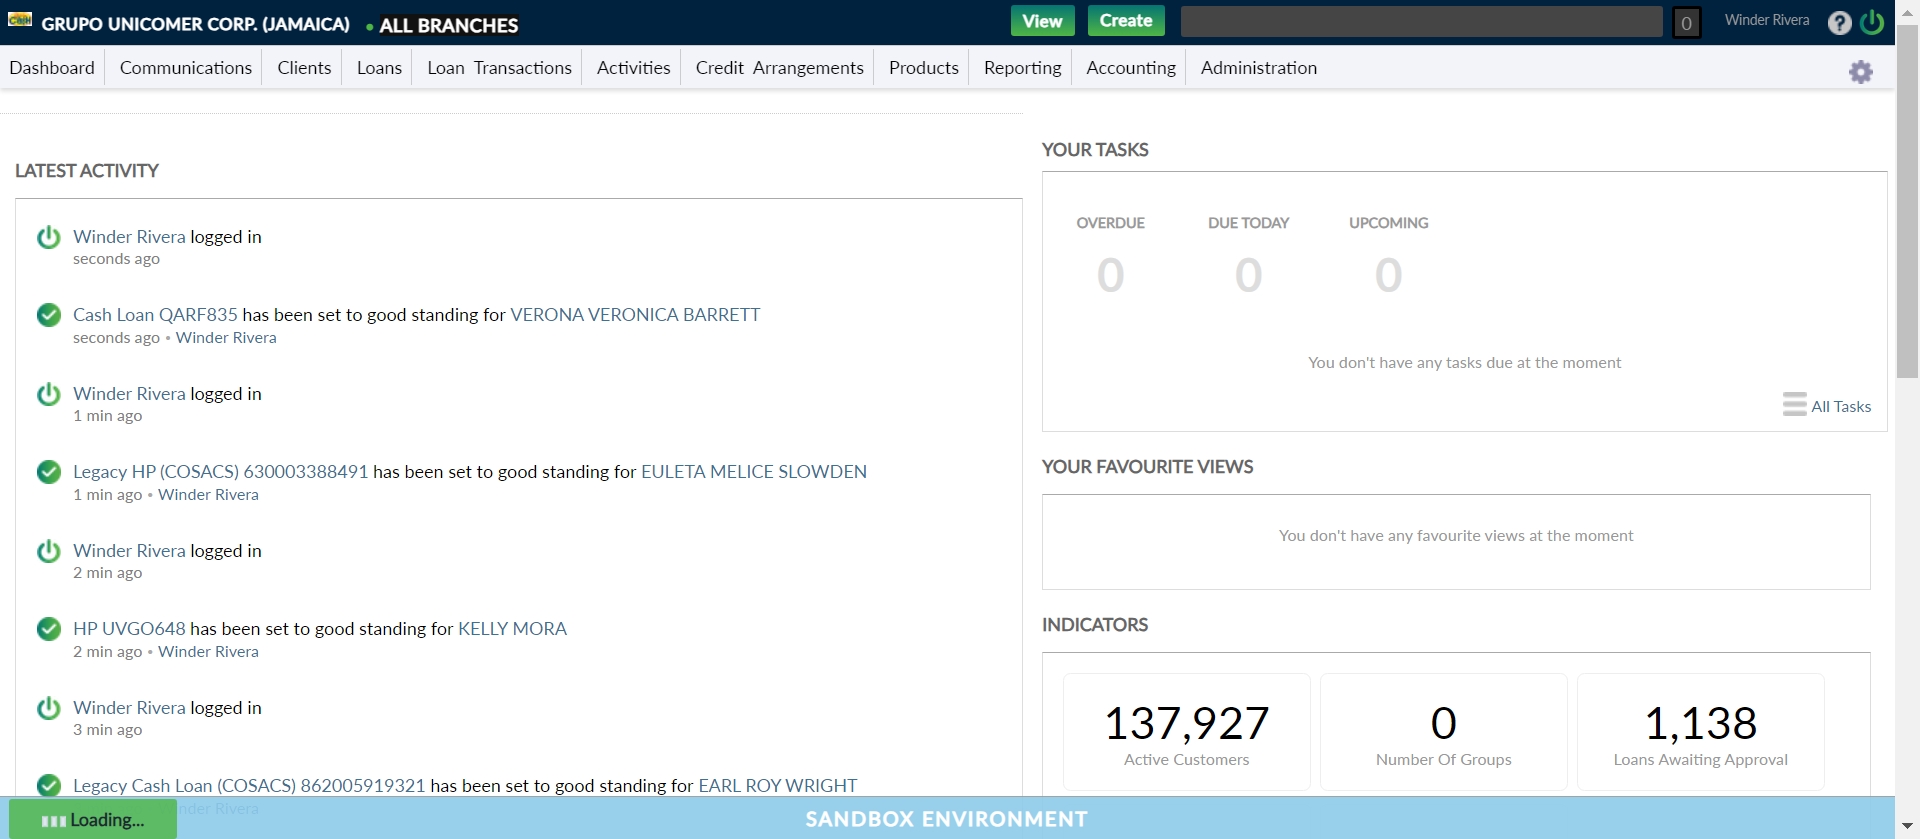 CASH
GRUPO UNICOMER CORP. (JAMAICA) • ALL BRANCHES
View Create 0 Winder Rivera ?
Dashboard Communications Clients Loans Loan Transactions Activities Credit Arrangements Products Reporting Accounting Administration
LATEST ACTIVITY
Winder Rivera logged in
seconds ago
Cash Loan QARF835 has been set to good standing for VERONA VERONICA BARRETT
seconds ago • Winder Rivera
Winder Rivera logged in
1 min ago
Legacy HP (COSACS) 630003388491 has been set to good standing for EULETA MELICE SLOWDEN
1 min ago • Winder Rivera
Winder Rivera logged in
2 min ago
HP UVGO648 has been set to good standing for KELLY MORA
2 min ago • Winder Rivera
Winder Rivera logged in
3 min ago
Legacy Cash Loan (COSACS) 862005919321 has been set to good standing for EARL ROY WRIGHT
Winder Rivera
YOUR TASKS
OVERDUE DUE TODAY UPCOMING
0 0 0
You don't have any tasks due at the moment
All Tasks
YOUR FAVOURITE VIEWS
You don't have any favourite views at the moment
INDICATORS
137,927 0 1,138
Active Customers Number Of Groups Loans Awaiting Approval
Loading...
SANDBOX ENVIRONMENT